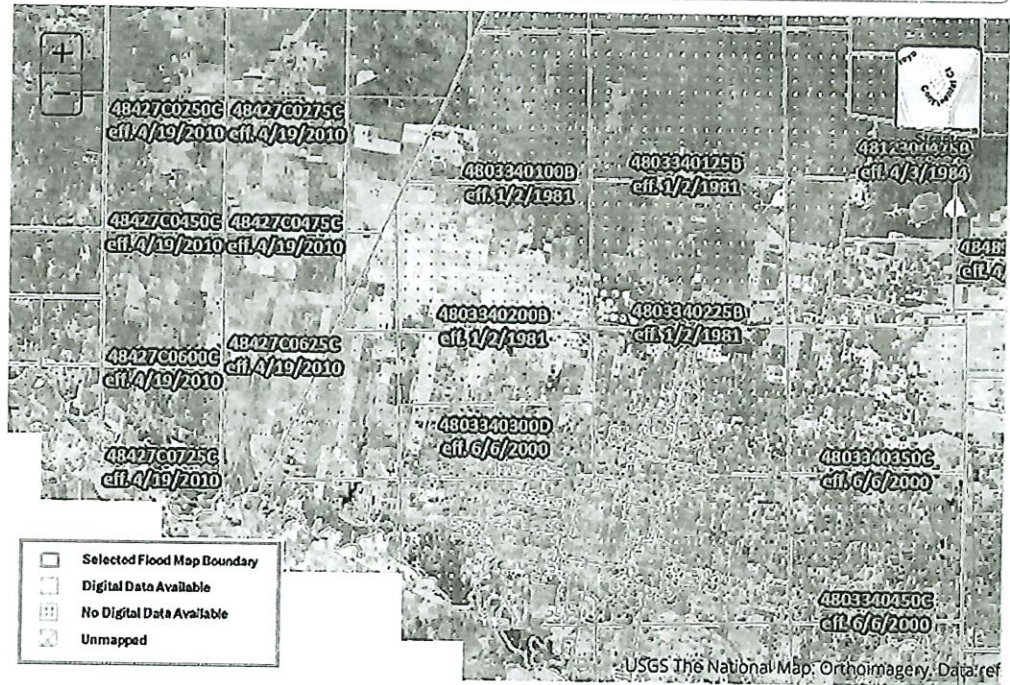 +
−
48427C0250C 48427C0275C
eff. 4/19/2010 eff. 4/19/2010
4803340100B
eff. 1/2/1981
4803340125B
eff. 1/2/1981
eff. 4/3/1984
48427C0450C 48427C0475C
eff. 4/19/2010 eff. 4/19/2010
4803340200B
eff. 1/2/1981
4803340225B
eff. 1/2/1981
48427C0600C
eff. 4/19/2010
48427C0625C
eff. 4/19/2010
4803340300D
eff. 6/6/2000
48427C0725C
eff. 4/19/2010
4803340350C
eff. 6/6/2000
4803340450C
eff. 6/6/2000
Selected Flood Map Boundary
Digital Data Available
No Digital Data Available
Unmapped
USGS The National Map: Orthoimagery. Data ref